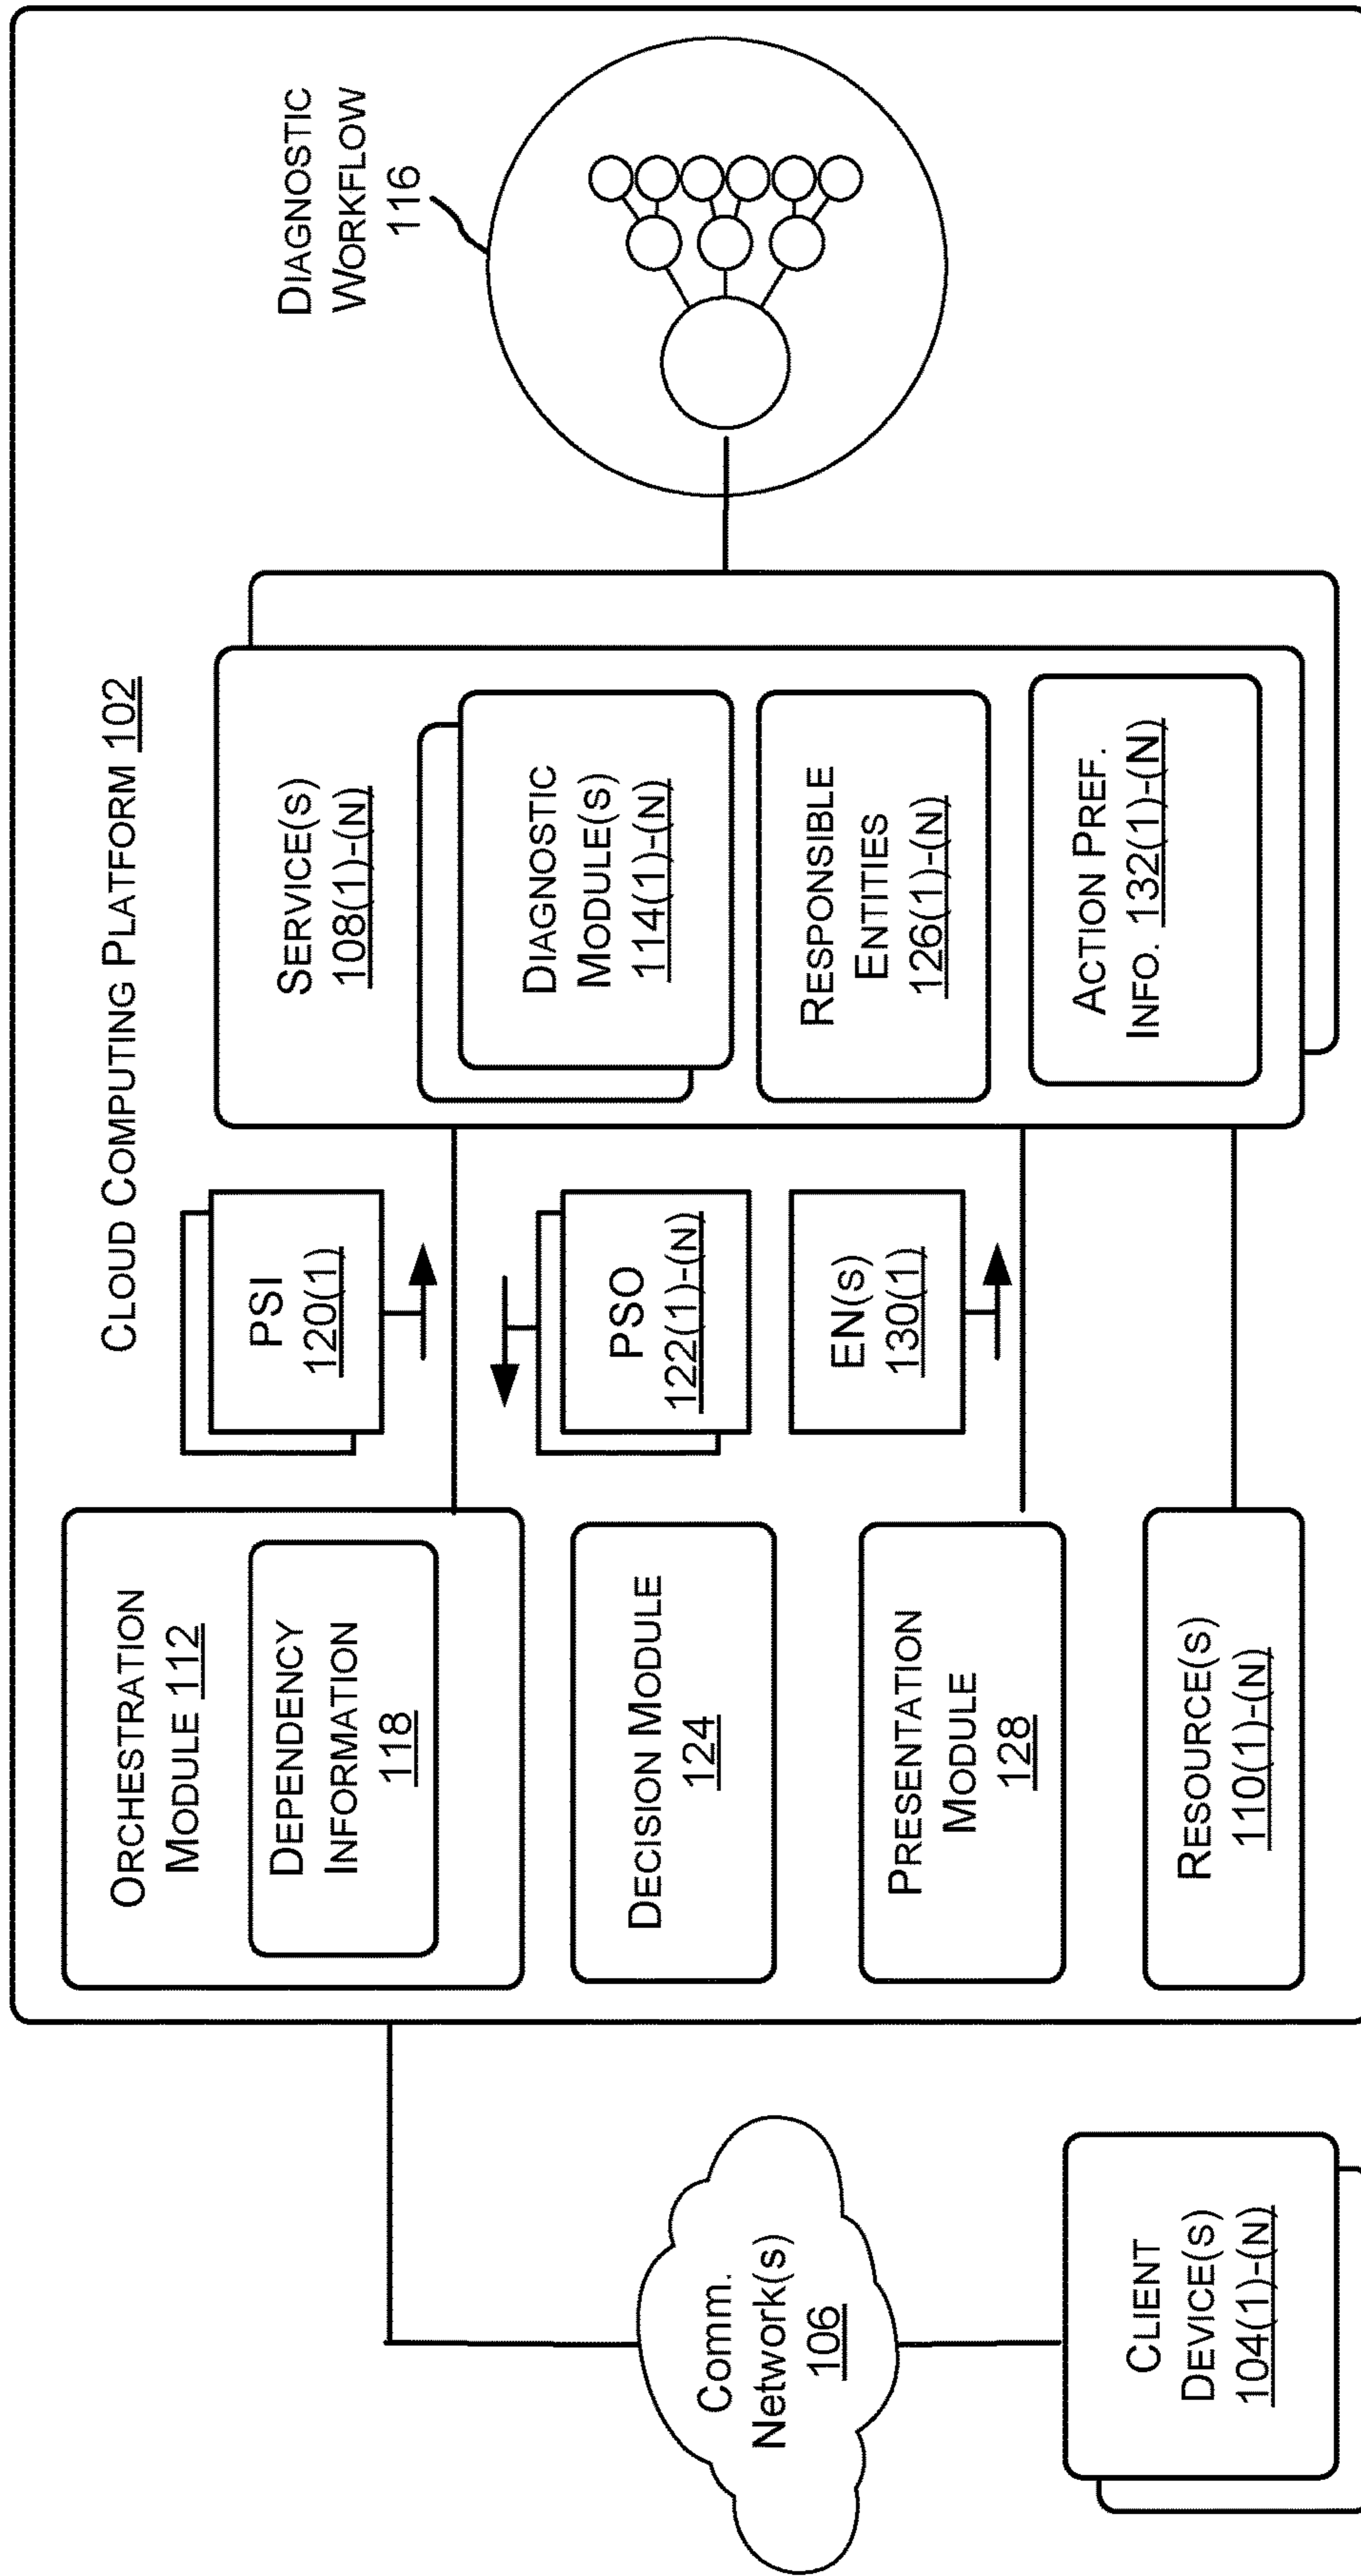 CLOUD COMPUTING PLATFORM 102
ORCHESTRATION
MODULE 112
DEPENDENCY
INFORMATION
118
DECISION MODULE
124
PRESENTATION
MODULE
128
RESOURCE(S)
110(1)-(N)
PSI
120(1)
PSO
122(1)-(N)
EN(S)
130(1)
SERVICE(S)
108(1)-(N)
DIAGNOSTIC
MODULE(S)
114(1)-(N)
RESPONSIBLE
ENTITIES
126(1)-(N)
ACTION PREF.
INFO. 132(1)-(N)
DIAGNOSTIC
WORKFLOW
116
Comm.
Network(s)
106
CLIENT
DEVICE(S)
104(1)-(N)